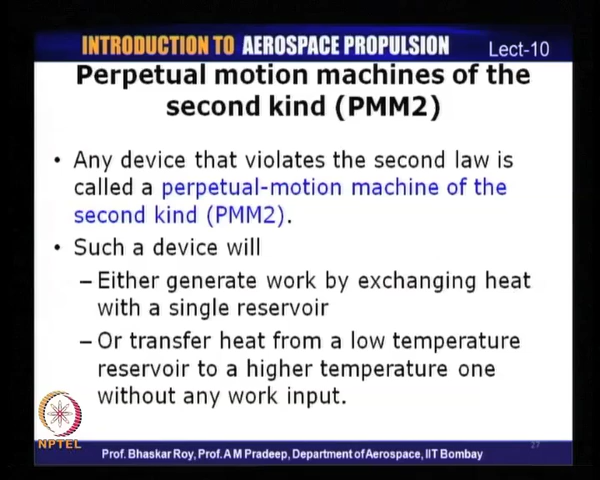 INTRODUCTION TO AEROSPACE PROPULSION
Lect-10
Perpetual motion machines of the
second kind (PMM2)
• Any device that violates the second law is
called a perpetual-motion machine of the
second kind (PMM2).
• Such a device will
– Either generate work by exchanging heat
with a single reservoir
– Or transfer heat from a low temperature
reservoir to a higher temperature one
without any work input.
NPTEL
27
Prof. Bhaskar Roy, Prof. A M Pradeep, Department of Aerospace, IIT Bombay